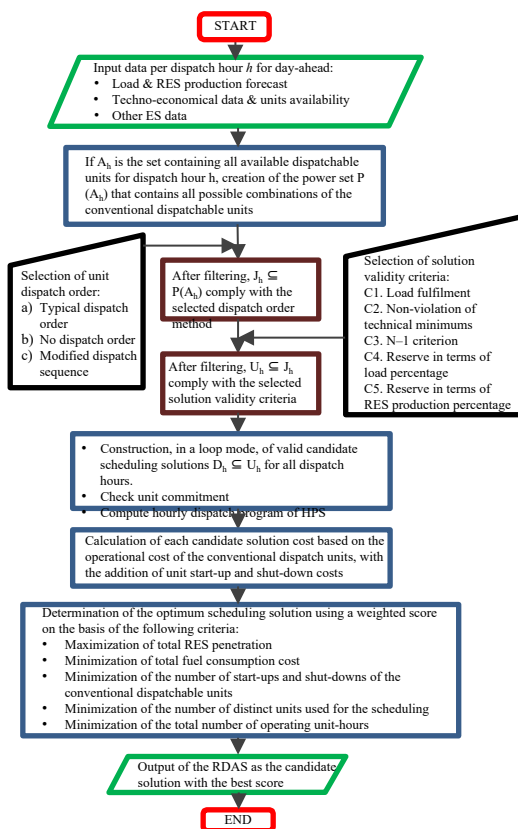 START
Input data per dispatch hour h for day-ahead:
• Load & RES production forecast
• Techno-economical data & units availability
• Other ES data
If Ah is the set containing all available dispatchable
units for dispatch hour h, creation of the power set P
(Ah) that contains all possible combinations of the
conventional dispatchable units
Selection of unit
dispatch order:
a) Typical dispatch
order
b) No dispatch order
c) Modified dispatch
sequence
After filtering, Jh ⊆
P(Ah) comply with the
selected dispatch order
method
Selection of solution
validity criteria:
C1. Load fulfilment
C2. Non-violation of
technical minimums
C3. N–1 criterion
C4. Reserve in terms of
load percentage
C5. Reserve in terms of
RES production percentage
After filtering, Uh ⊆ Jh
comply with the selected
solution validity criteria
• Construction, in a loop mode, of valid candidate
scheduling solutions Dh ⊆ Uh for all dispatch
hours.
• Check unit commitment
• Compute hourly dispatch program of HPS
Calculation of each candidate solution cost based on the
operational cost of the conventional dispatch units, with
the addition of unit start-up and shut-down costs
Determination of the optimum scheduling solution using a weighted score
on the basis of the following criteria:
• Maximization of total RES penetration
• Minimization of total fuel consumption cost
• Minimization of the number of start-ups and shut-downs of the
conventional dispatchable units
• Minimization of the number of distinct units used for the scheduling
• Minimization of the total number of operating unit-hours
Output of the RDAS as the candidate
solution with the best score
END